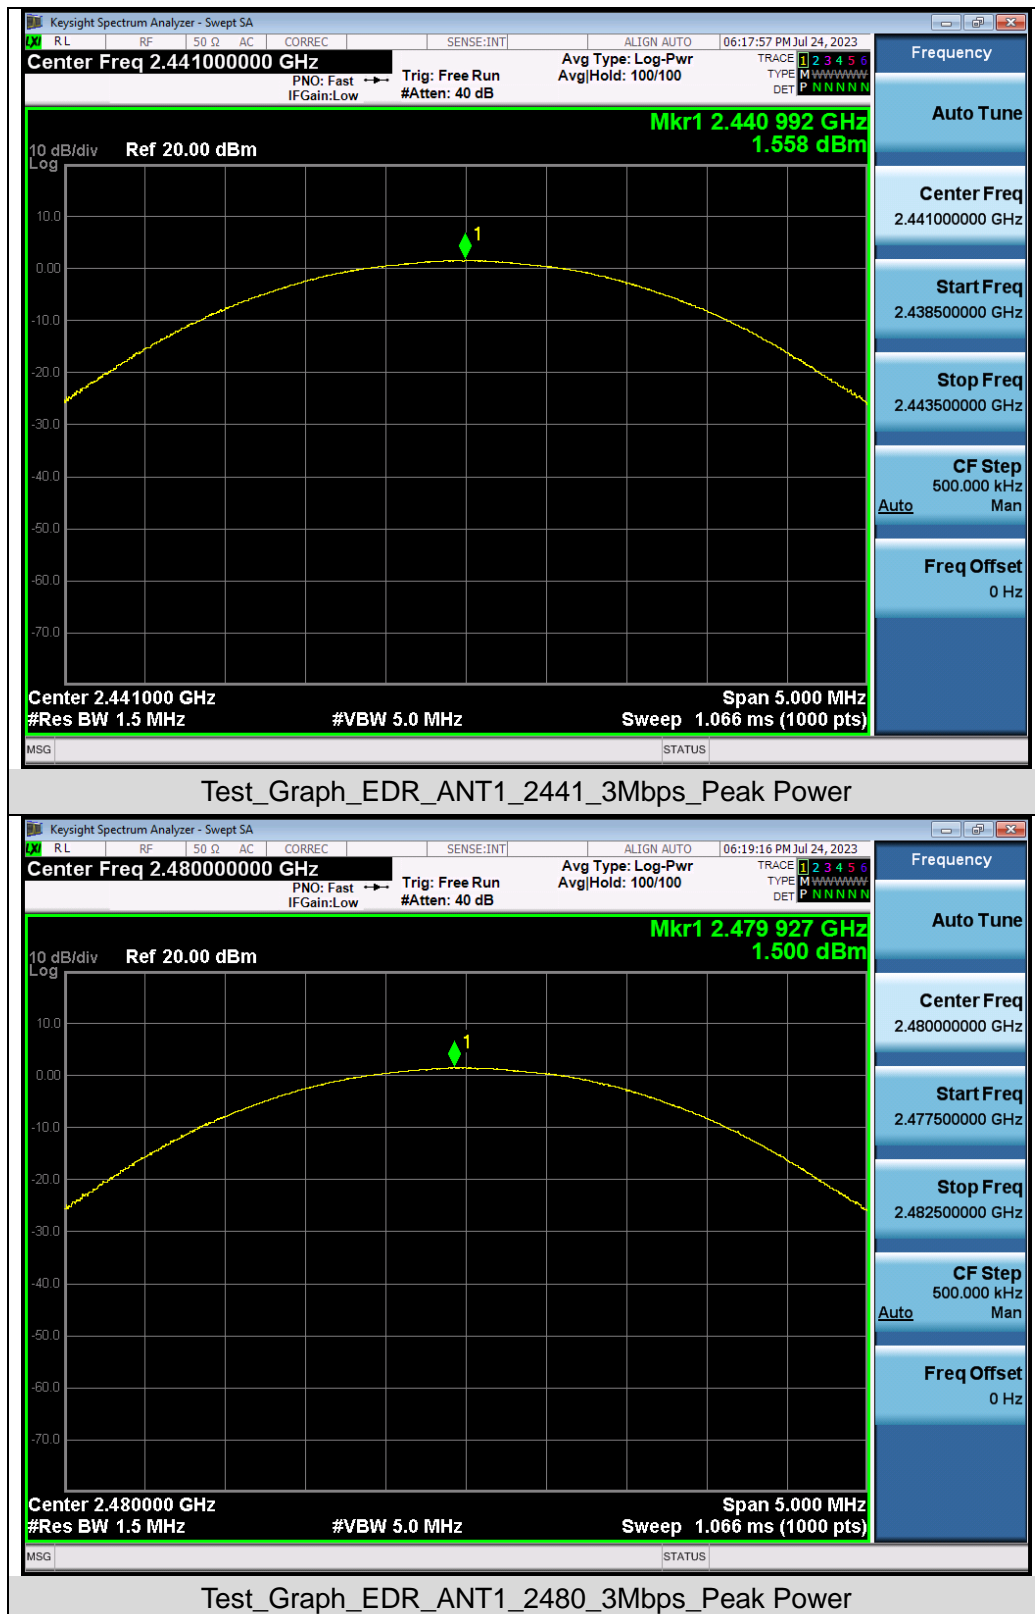 Keysight Spectrum Analyzer - Swept SA
LXI RL RF 50 Ω AC CORREC SENSE:INT ALIGN AUTO 06:17:57 PM Jul 24, 2023
Center Freq 2.441000000 GHz
PNO: Fast
IFGain:Low
Trig: Free Run
#Atten: 40 dB
Avg Type: Log-Pwr
Avg|Hold: 100/100
TRACE 1 2 3 4 5 6
TYPE M WWWWW
DET P N N N N N
Mkr1 2.440 992 GHz
1.558 dBm
10 dB/div Ref 20.00 dBm
Log
10.0
0.00
-10.0
-20.0
-30.0
-40.0
-50.0
-60.0
-70.0
1
Center 2.441000 GHz Span 5.000 MHz
#Res BW 1.5 MHz #VBW 5.0 MHz Sweep 1.066 ms (1000 pts)
MSG STATUS
Frequency
Auto Tune
Center Freq
2.441000000 GHz
Start Freq
2.438500000 GHz
Stop Freq
2.443500000 GHz
CF Step
500.000 kHz
Auto Man
Freq Offset
0 Hz
Test_Graph_EDR_ANT1_2441_3Mbps_Peak Power
Keysight Spectrum Analyzer - Swept SA
LXI RL RF 50 Ω AC CORREC SENSE:INT ALIGN AUTO 06:19:16 PM Jul 24, 2023
Center Freq 2.480000000 GHz
PNO: Fast
IFGain:Low
Trig: Free Run
#Atten: 40 dB
Avg Type: Log-Pwr
Avg|Hold: 100/100
TRACE 1 2 3 4 5 6
TYPE M WWWWW
DET P N N N N N
Mkr1 2.479 927 GHz
1.500 dBm
10 dB/div Ref 20.00 dBm
Log
10.0
0.00
-10.0
-20.0
-30.0
-40.0
-50.0
-60.0
-70.0
1
Center 2.480000 GHz Span 5.000 MHz
#Res BW 1.5 MHz #VBW 5.0 MHz Sweep 1.066 ms (1000 pts)
MSG STATUS
Frequency
Auto Tune
Center Freq
2.480000000 GHz
Start Freq
2.477500000 GHz
Stop Freq
2.482500000 GHz
CF Step
500.000 kHz
Auto Man
Freq Offset
0 Hz
Test_Graph_EDR_ANT1_2480_3Mbps_Peak Power